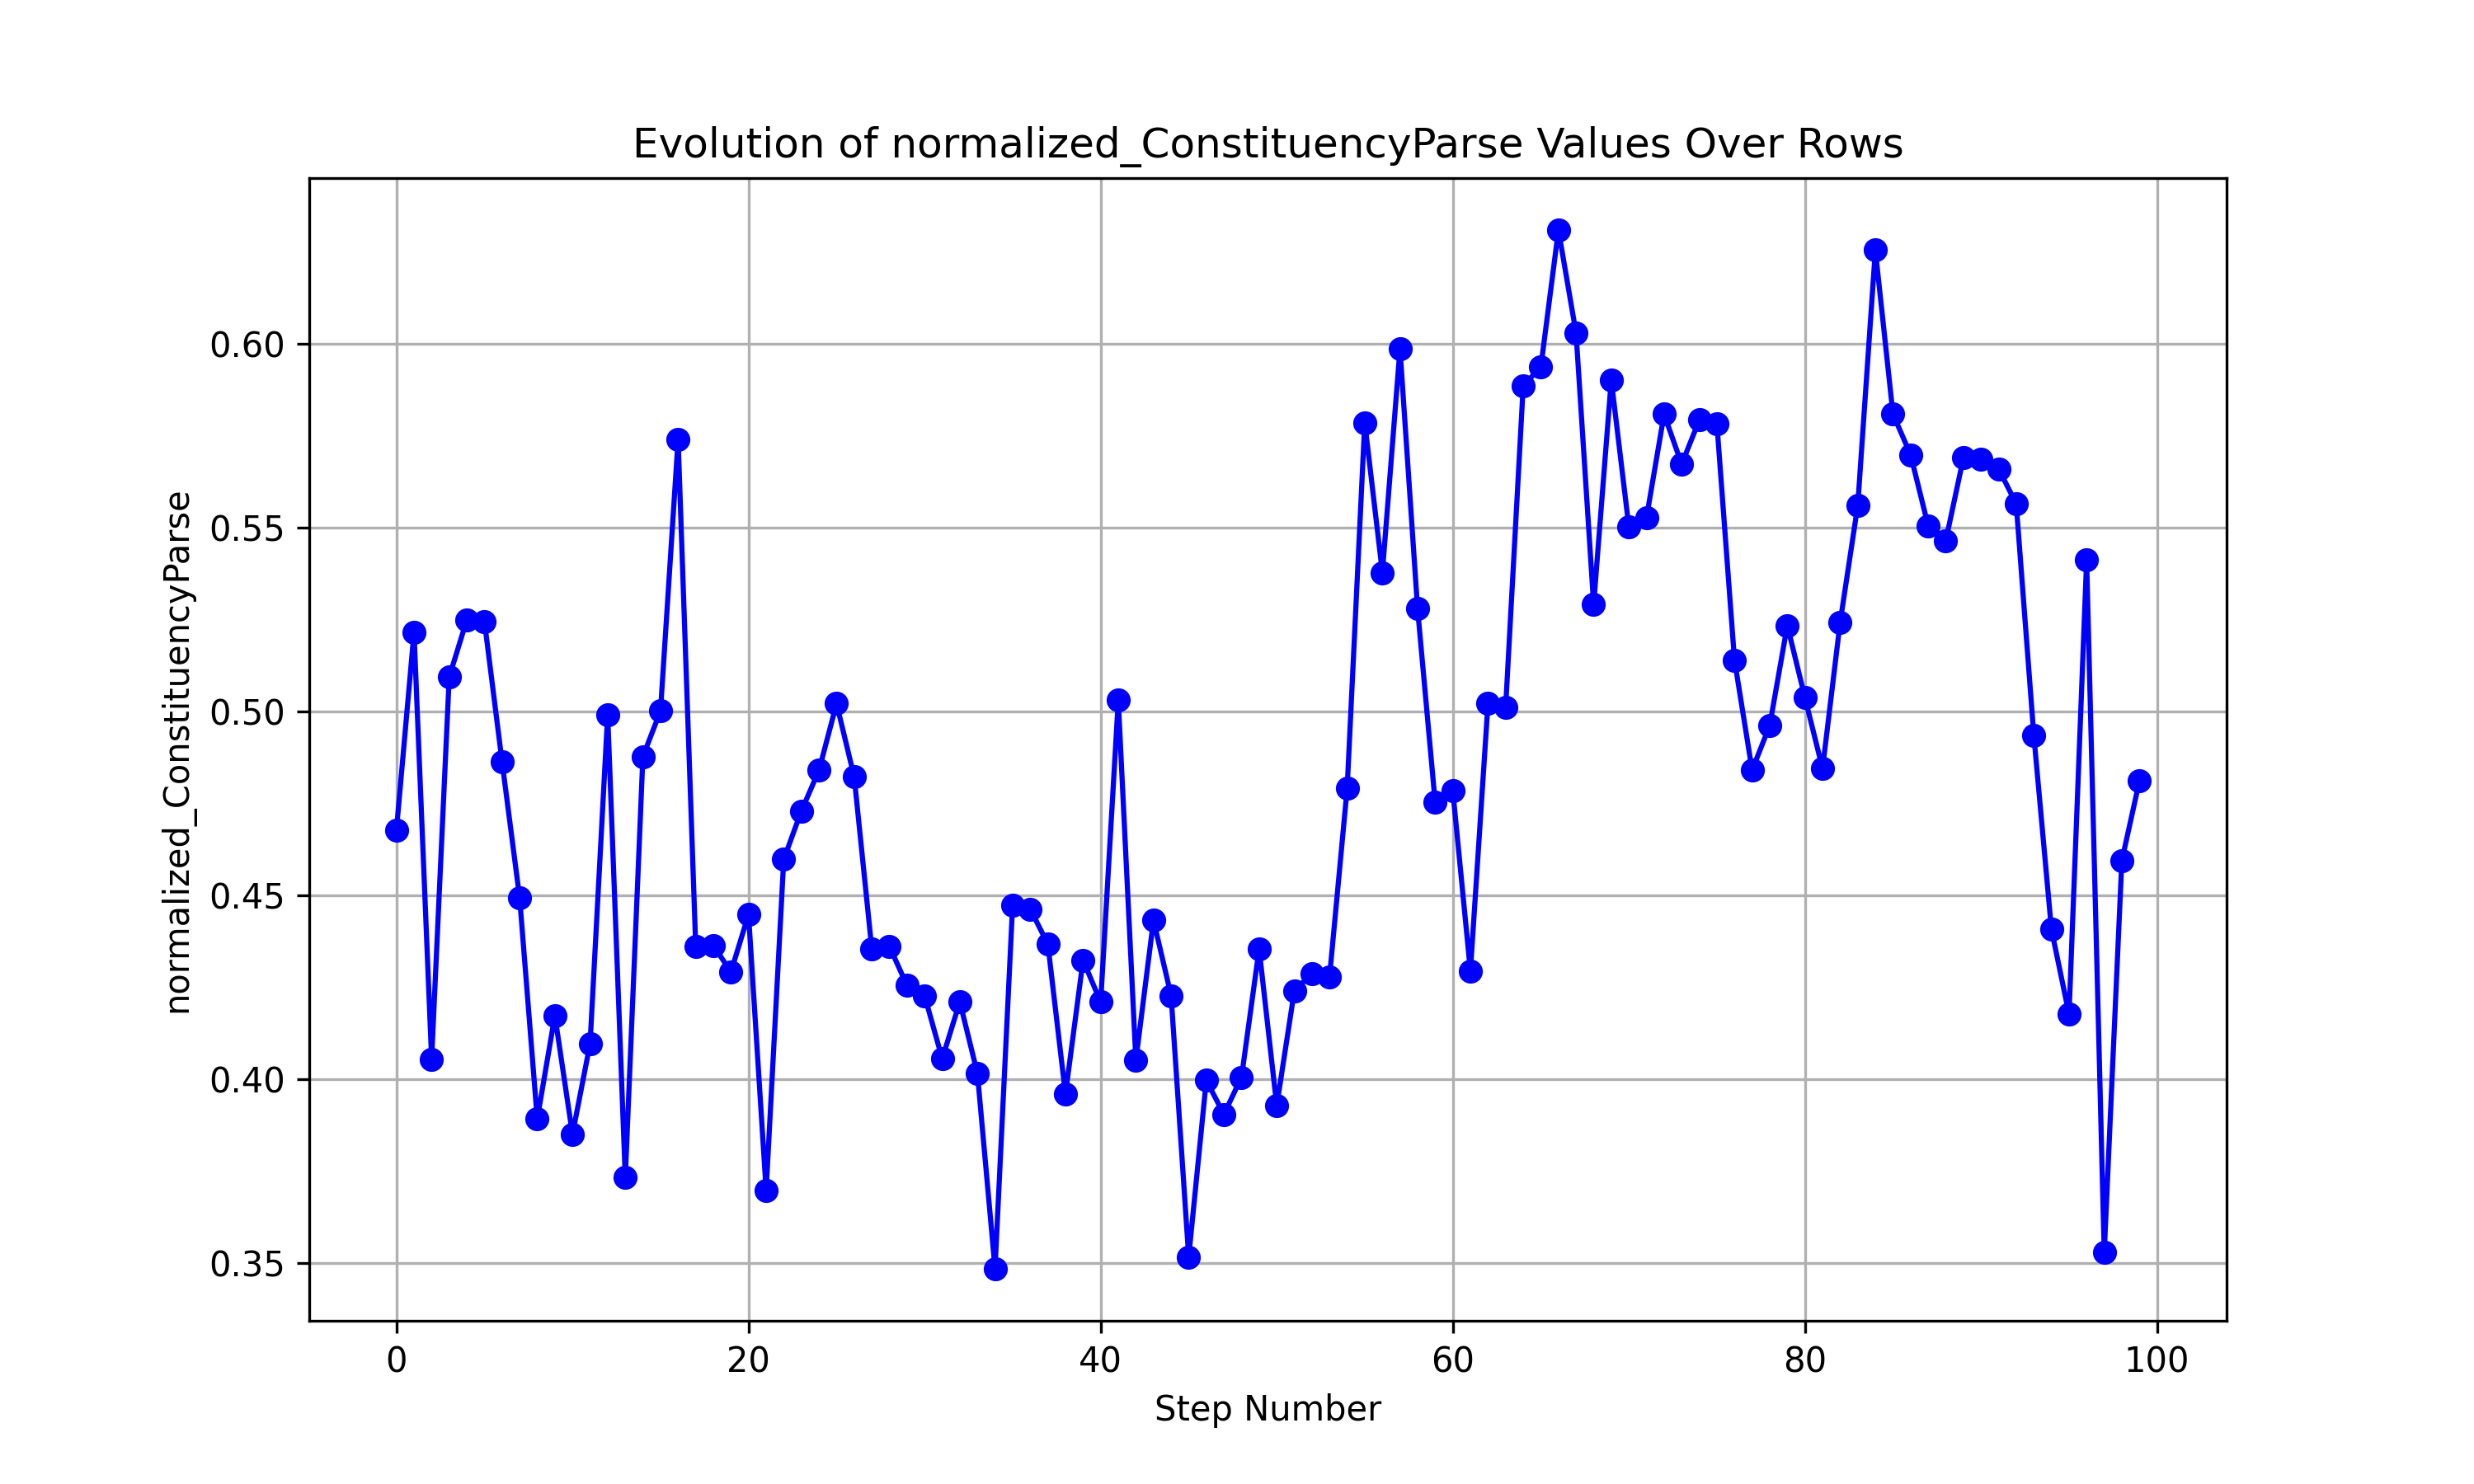 Evolution of normalized_ConstituencyParse Values Over Rows
normalized_ConstituencyParse
0.60
0.55
0.50
0.45
0.40
0.35
0 20 40 60 80 100
Step Number